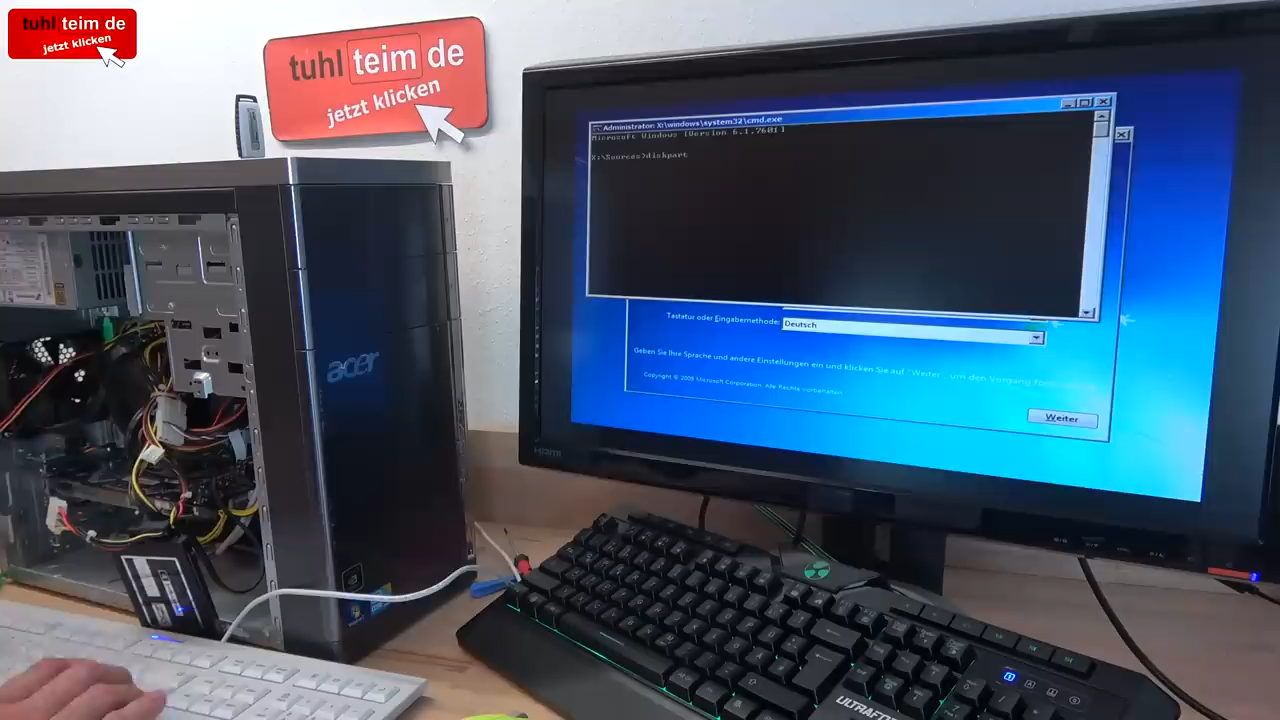 tuhl teim de
jetzt klicken
tuhl teim de
jetzt klicken
Administrator: X:\windows\system32\cmd.exe
Microsoft Windows [Version 6.1.7601]
X:\Sources>diskpart
Tastatur oder Eingabemethode: Deutsch
Geben Sie Ihre Sprache und andere Einstellungen ein und klicken Sie auf "Weiter", um den Vorgang
Copyright © 2009 Microsoft Corporation. Alle Rechte vorbehalten.
Weiter
acer
HDMI